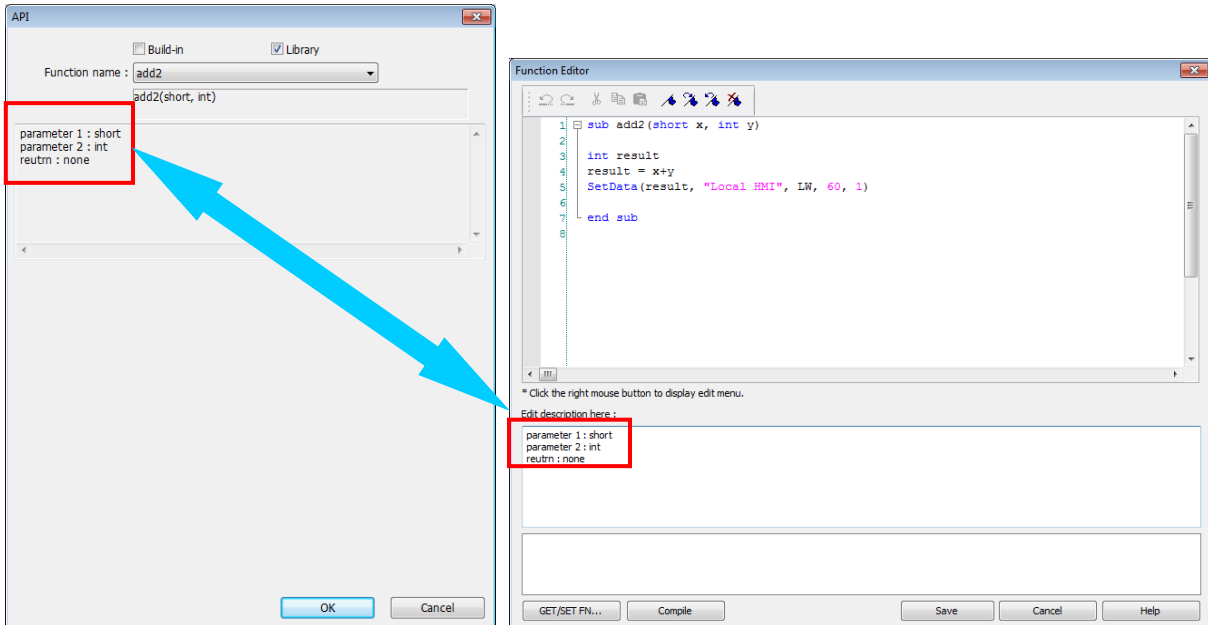 API
Build-in
Library
Function name :
add2
add2(short, int)
parameter 1 : short
parameter 2 : int
reutrn : none
OK
Cancel
Function Editor
1 sub add2(short x, int y)
2
3 int result
4 result = x+y
5 SetData(result, "Local HMI", LW, 60, 1)
6
7 end sub
8
* Click the right mouse button to display edit menu.
Edit description here :
parameter 1 : short
parameter 2 : int
reutrn : none
GET/SET FN...
Compile
Save
Cancel
Help